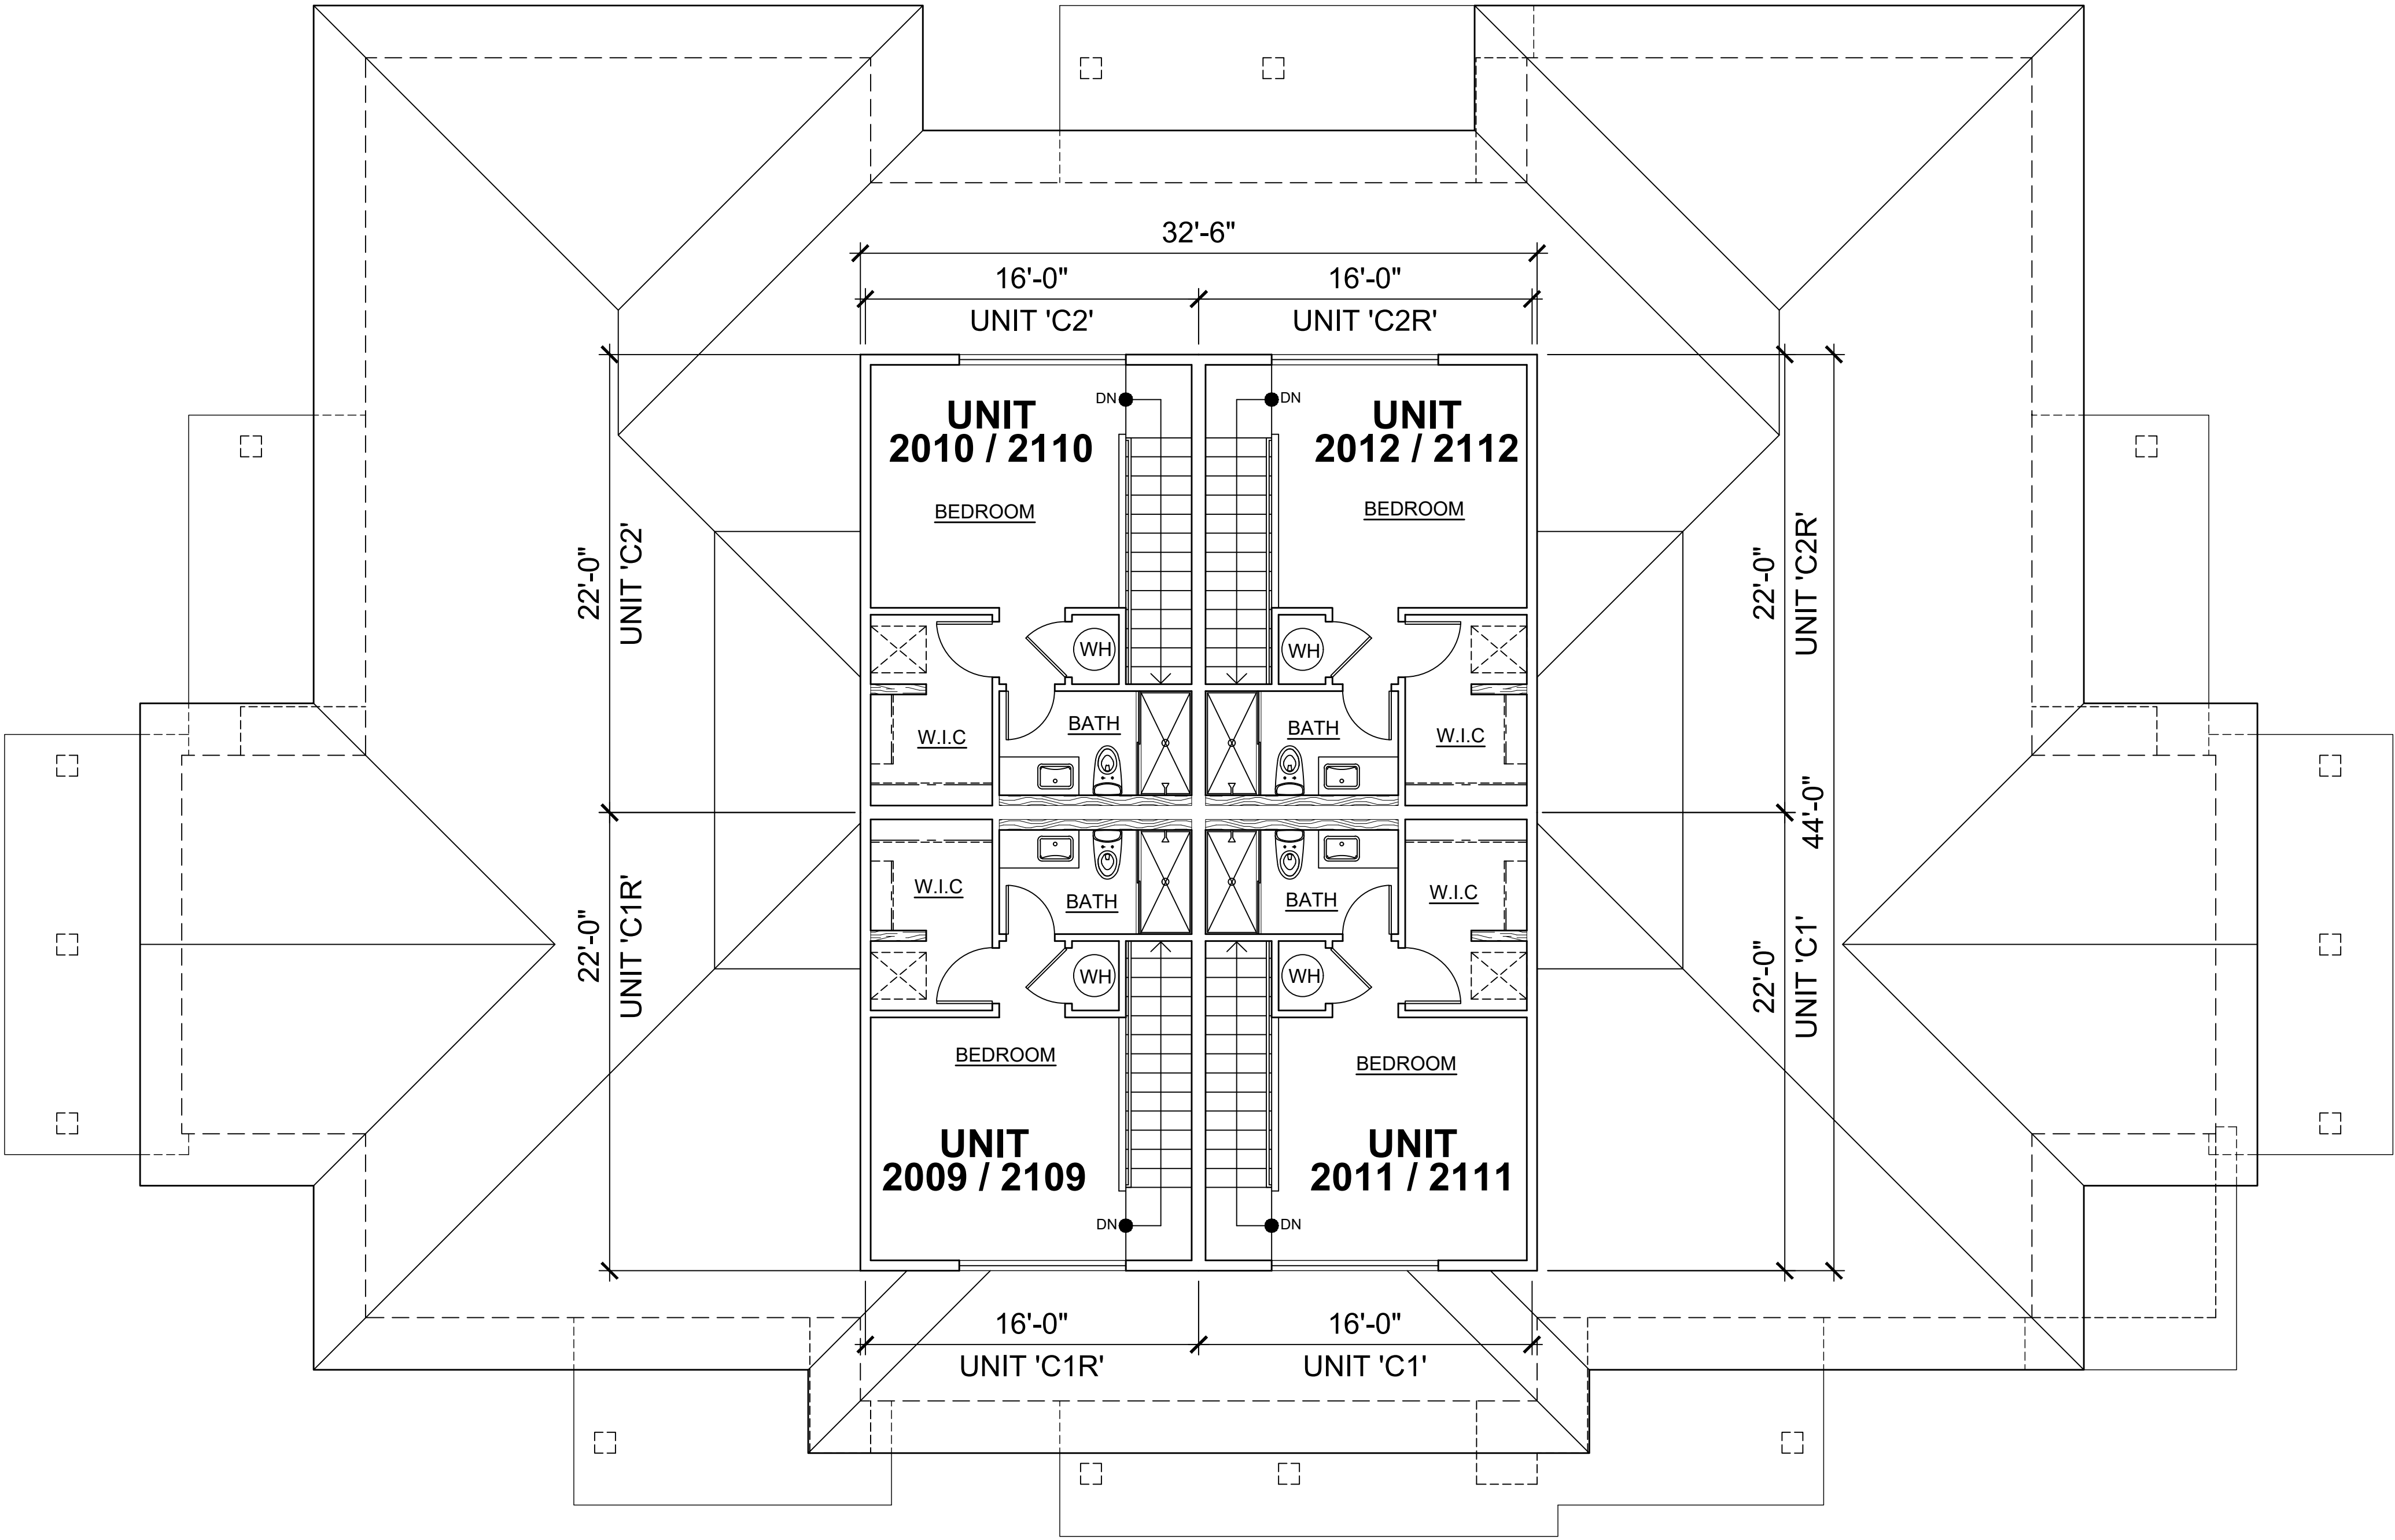 32'-6"
16'-0"
16'-0"
UNIT 'C2'
UNIT 'C2R'
DN
DN
UNIT
2010 / 2110
UNIT
2012 / 2112
BEDROOM
BEDROOM
22'-0"
UNIT 'C2'
22'-0"
UNIT 'C2R'
WH
WH
BATH
BATH
W.I.C
W.I.C
44'-0"
W.I.C
W.I.C
BATH
BATH
22'-0"
UNIT 'C1R'
22'-0"
UNIT 'C1'
WH
WH
BEDROOM
BEDROOM
UNIT
2009 / 2109
UNIT
2011 / 2111
DN
DN
16'-0"
16'-0"
UNIT 'C1R'
UNIT 'C1'